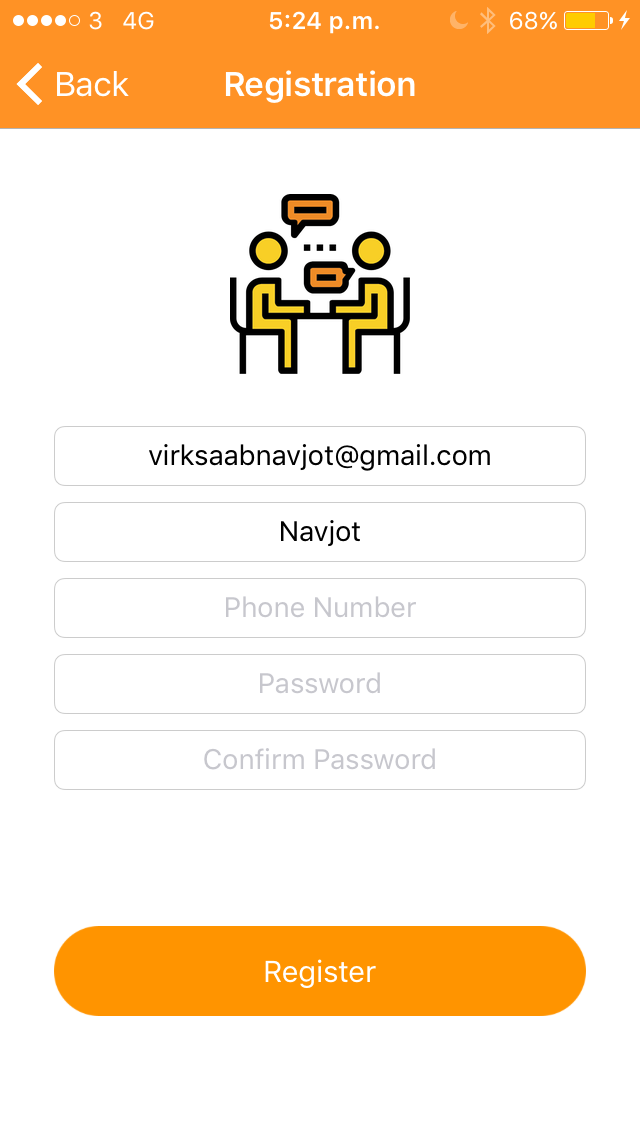 3 4G 5:24 p.m. 68%
Back Registration
virksaabnavjot@gmail.com
Navjot
Phone Number
Password
Confirm Password
Register